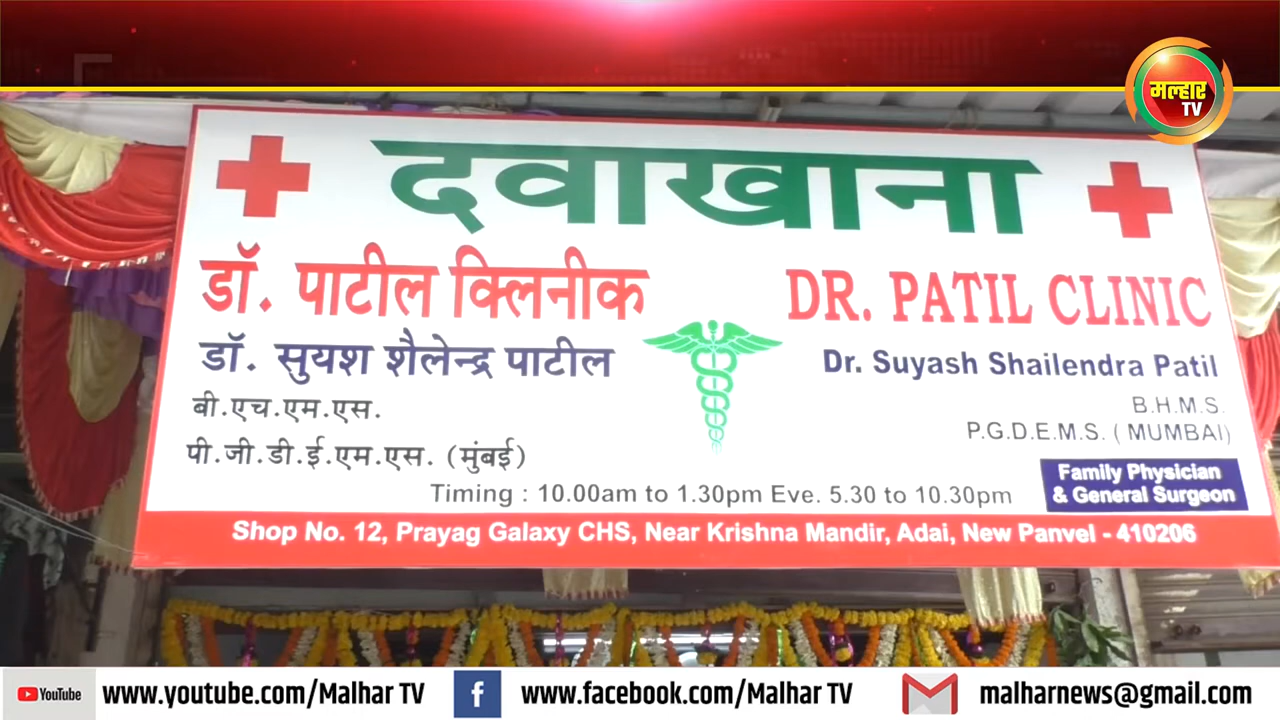 मल्हार
TV
दवाखाना
डॉ. पाटील क्लिनीक
DR. PATIL CLINIC
डॉ. सुयश शैलेन्द्र पाटील
Dr. Suyash Shailendra Patil
बी.एच.एम.एस.
B.H.M.S.
पी.जी.डी.ई.एम.एस. (मुंबई)
P.G.D.E.M.S. ( MUMBAI)
Family Physician
& General Surgeon
Timing : 10.00am to 1.30pm Eve. 5.30 to 10.30pm
Shop No. 12, Prayag Galaxy CHS, Near Krishna Mandir, Adai, New Panvel - 410206
YouTube www.youtube.com/Malhar TV www.facebook.com/Malhar TV malharnews@gmail.com